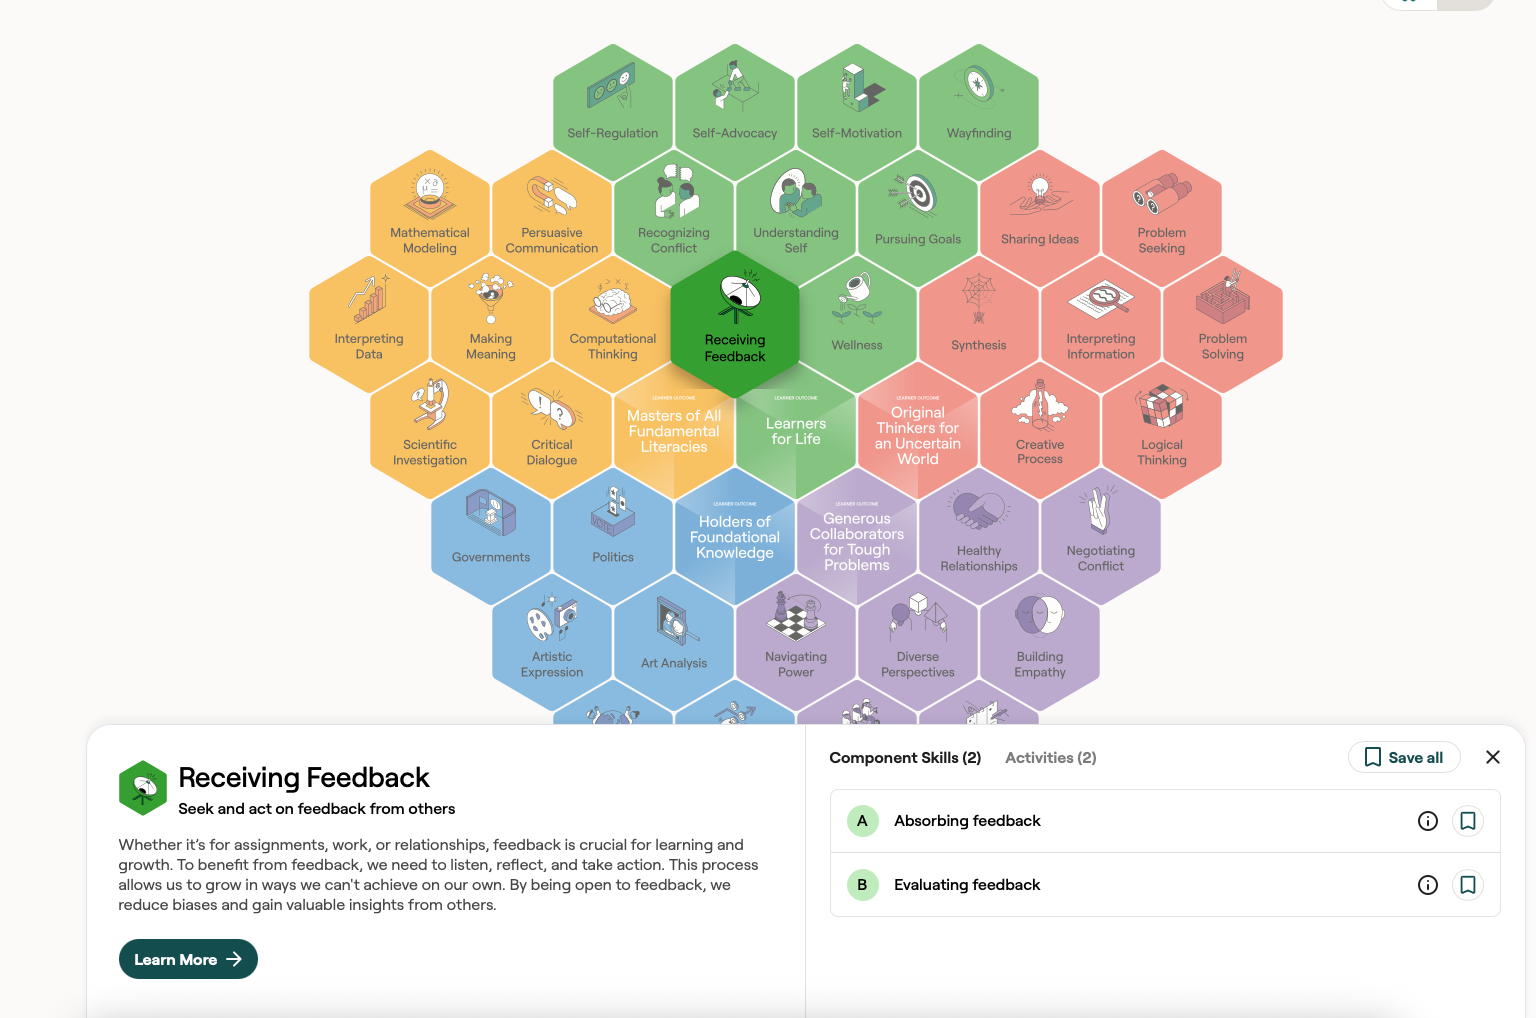 Self-Regulation
Self-Advocacy
Self-Motivation
Wayfinding
Mathematical
Modeling
Persuasive
Communication
Recognizing
Conflict
Understanding
Self
Pursuing Goals
Sharing Ideas
Problem
Seeking
Interpreting
Data
Making
Meaning
Computational
Thinking
Receiving
Feedback
Wellness
Synthesis
Interpreting
Information
Problem
Solving
Scientific
Investigation
Critical
Dialogue
LEARNER OUTCOME
Masters of All
Fundamental
Literacies
LEARNER OUTCOME
Learners
for Life
LEARNER OUTCOME
Original
Thinkers for
an Uncertain
World
Creative
Process
Logical
Thinking
Governments
VOTE
Politics
LEARNER OUTCOME
Holders of
Foundational
Knowledge
LEARNER OUTCOME
Generous
Collaborators
for Tough
Problems
Healthy
Relationships
Negotiating
Conflict
Artistic
Expression
Art Analysis
Navigating
Power
Diverse
Perspectives
Building
Empathy
Receiving Feedback
Seek and act on feedback from others
Whether it’s for assignments, work, or relationships, feedback is crucial for learning and
growth. To benefit from feedback, we need to listen, reflect, and take action. This process
allows us to grow in ways we can't achieve on our own. By being open to feedback, we
reduce biases and gain valuable insights from others.
Learn More
Component Skills (2)
Activities (2)
Save all
A
Absorbing feedback
B
Evaluating feedback